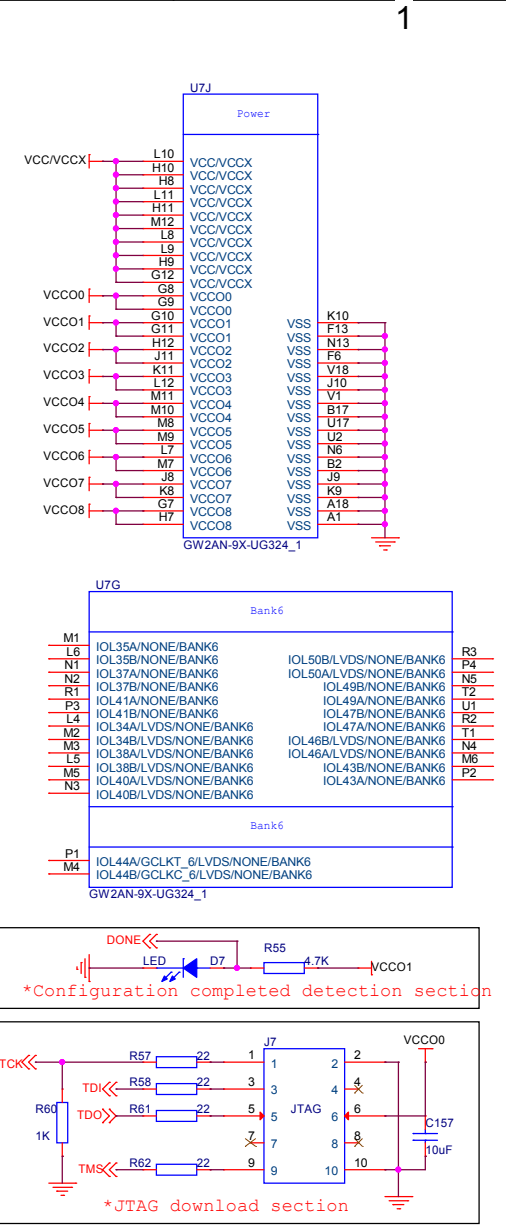 1
U7J
Power
VCC/VCCX L10 VCC/VCCX
H10 VCC/VCCX
H8 VCC/VCCX
L11 VCC/VCCX
H11 VCC/VCCX
M12 VCC/VCCX
L8 VCC/VCCX
L9 VCC/VCCX
H9 VCC/VCCX
G12 VCC/VCCX
VCCO0 G8 VCCO0
G9 VCCO0
VCCO1 G10 VCCO1 VSS K10
G11 VCCO1 VSS F13
VCCO2 H12 VCCO2 VSS N13
J11 VCCO2 VSS F6
VCCO3 K11 VCCO3 VSS V18
L12 VCCO3 VSS J10
VCCO4 M11 VCCO4 VSS V1
M10 VCCO4 VSS B17
VCCO5 M8 VCCO5 VSS U17
M9 VCCO5 VSS U2
VCCO6 L7 VCCO6 VSS N6
M7 VCCO6 VSS B2
VCCO7 J8 VCCO7 VSS J9
K8 VCCO7 VSS K9
VCCO8 G7 VCCO8 VSS A18
H7 VCCO8 VSS A1
GW2AN-9X-UG324_1
U7G
Bank6
M1 IOL35A/NONE/BANK6
L6 IOL35B/NONE/BANK6 IOL50B/LVDS/NONE/BANK6 R3
N1 IOL37A/NONE/BANK6 IOL50A/LVDS/NONE/BANK6 P4
N2 IOL37B/NONE/BANK6 IOL49B/NONE/BANK6 N5
R1 IOL41A/NONE/BANK6 IOL49A/NONE/BANK6 T2
P3 IOL41B/NONE/BANK6 IOL47B/NONE/BANK6 U1
L4 IOL34A/LVDS/NONE/BANK6 IOL47A/NONE/BANK6 R2
M2 IOL34B/LVDS/NONE/BANK6 IOL46B/LVDS/NONE/BANK6 T1
M3 IOL38A/LVDS/NONE/BANK6 IOL46A/LVDS/NONE/BANK6 N4
L5 IOL38B/LVDS/NONE/BANK6 IOL43B/NONE/BANK6 M6
M5 IOL40A/LVDS/NONE/BANK6 IOL43A/NONE/BANK6 P2
N3 IOL40B/LVDS/NONE/BANK6
Bank6
P1 IOL44A/GCLKT_6/LVDS/NONE/BANK6
M4 IOL44B/GCLKC_6/LVDS/NONE/BANK6
GW2AN-9X-UG324_1
DONE
R55
LED D7 4.7K VCCO1
*Configuration completed detection section
J7 VCCO0
TCK R57 22 1 1 2 2
TDI R58 22 3 3 4 4
R60 TDO R61 22 5 5 JTAG 6 6 C157
1K 7 7 8 8 10uF
TMS R62 22 9 9 10 10
*JTAG download section